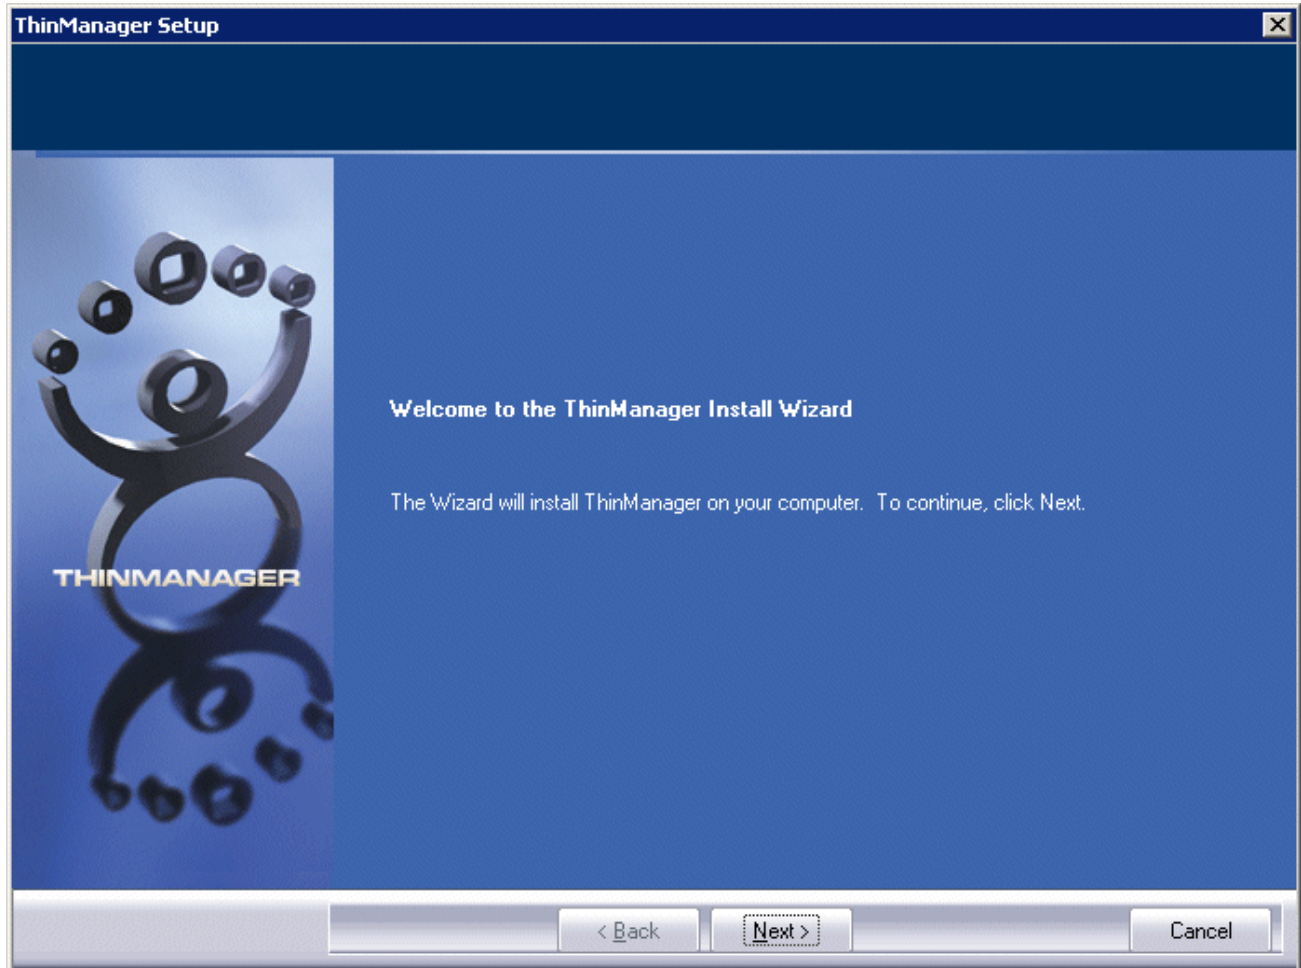 ThinManager Setup
Welcome to the ThinManager Install Wizard
The Wizard will install ThinManager on your computer.  To continue, click Next.
THINMANAGER
< Back
Next >
Cancel